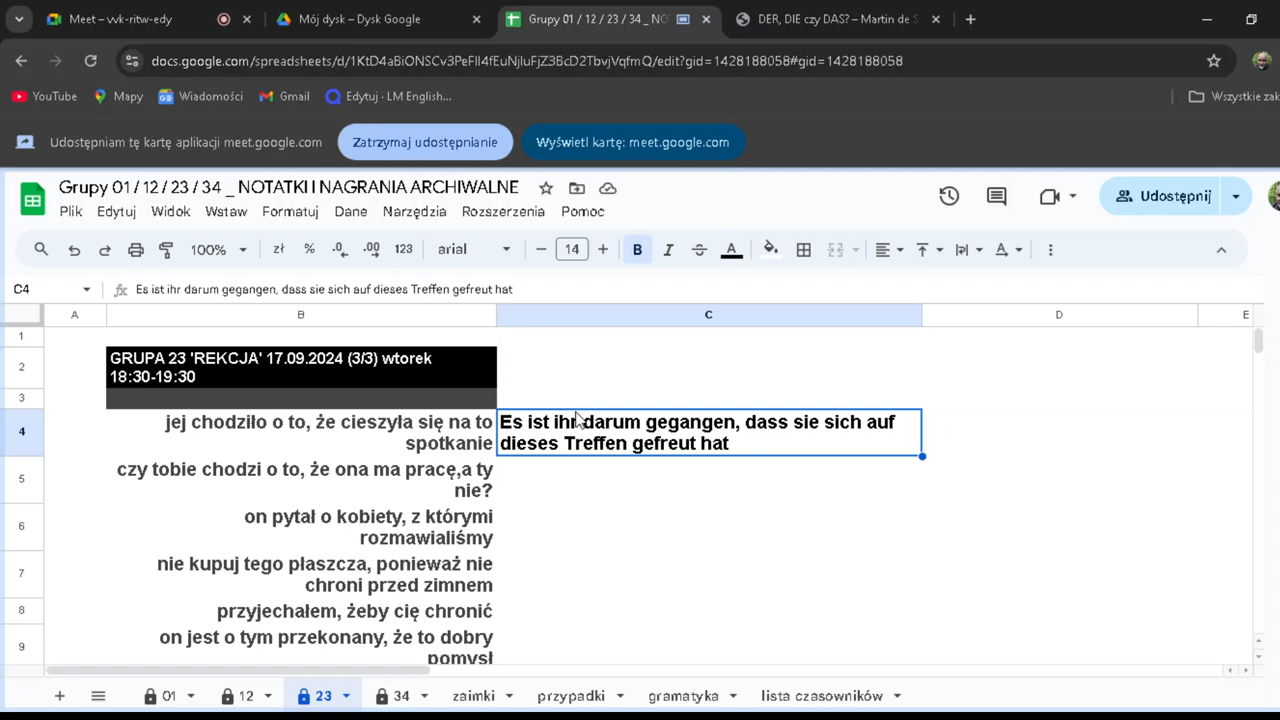 Meet – vvk-ritw-edy
Mój dysk – Dysk Google
Grupy 01 / 12 / 23 / 34 _ NO
DER, DIE czy DAS? – Martin de S
docs.google.com/spreadsheets/d/1KtD4aBiONSCv3PeFIl4fEuNjluFjZ3BcD2TbvjVqfmQ/edit?gid=1428188058#gid=1428188058
YouTube
Mapy
Wiadomości
Gmail
Edytuj · LM English...
Wszystkie zak
Udostępniam tę kartę aplikacji meet.google.com
Zatrzymaj udostępnianie
Wyświetl kartę: meet.google.com
Grupy 01 / 12 / 23 / 34 _ NOTATKI I NAGRANIA ARCHIWALNE
Plik Edytuj Widok Wstaw Formatuj Dane Narzędzia Rozszerzenia Pomoc
Udostępnij
100% zł % .0 .00 123 arial 14 B I A
C4 fx Es ist ihr darum gegangen, dass sie sich auf dieses Treffen gefreut hat
A B C D E
1
2
GRUPA 23 'REKCJA' 17.09.2024 (3/3) wtorek
18:30-19:30
3
4
jej chodziło o to, że cieszyła się na to
spotkanie
Es ist ihr darum gegangen, dass sie sich auf
dieses Treffen gefreut hat
5
czy tobie chodzi o to, że ona ma pracę,a ty
nie?
6
on pytał o kobiety, z którymi
rozmawialiśmy
7
nie kupuj tego płaszcza, ponieważ nie
chroni przed zimnem
8
przyjechałem, żeby cię chronić
9
on jest o tym przekonany, że to dobry
pomysł
01 12 23 34 zaimki przypadki gramatyka lista czasowników